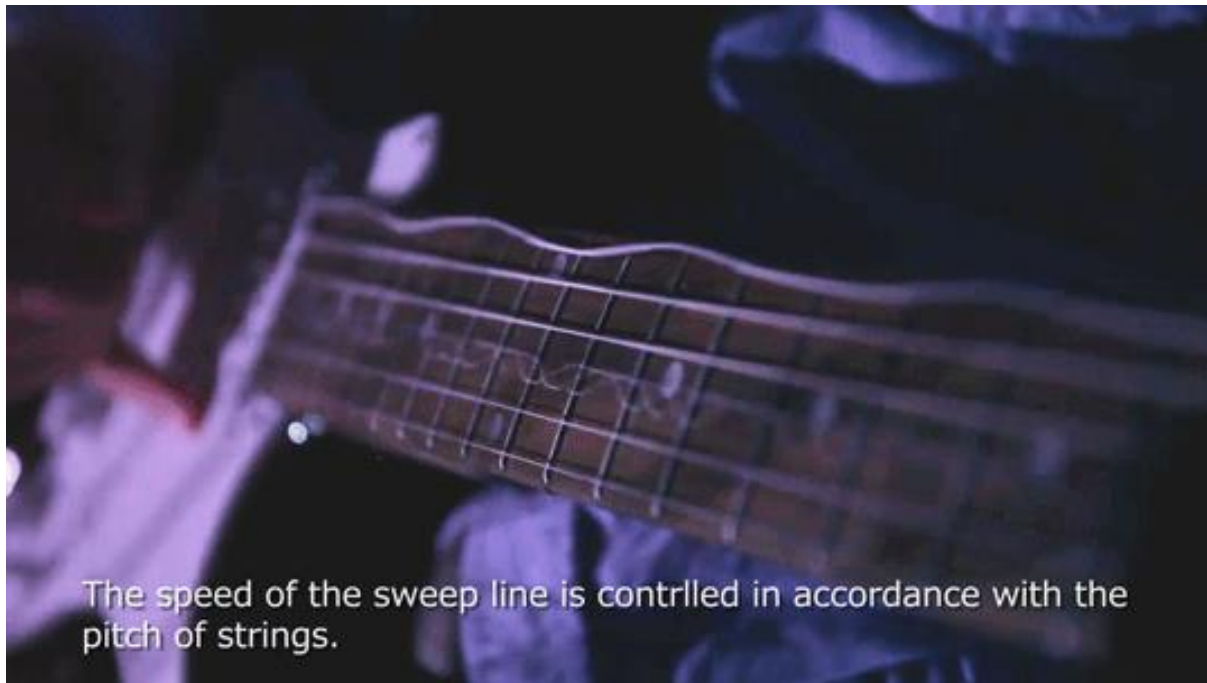 The speed of the sweep line is contrlled in accordance with the
pitch of strings.